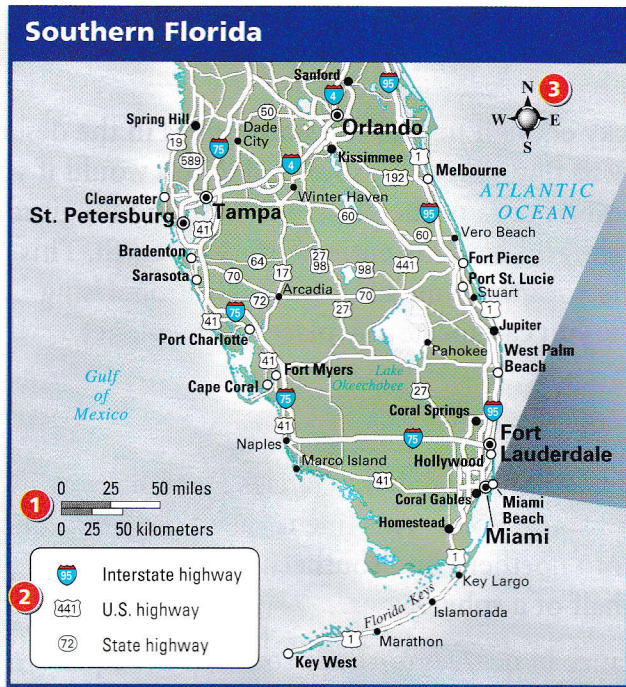 Southern Florida
Sanford
95
4
N
3
W
E
S
50
Orlando
Spring Hill
Dade
City
19
75
Kissimmee
1
589
4
192
Melbourne
Clearwater
Winter Haven
ATLANTIC
OCEAN
St. Petersburg
Tampa
60
95
41
60
Vero Beach
Bradenton
64
27
98
98
441
Fort Pierce
Sarasota
70
17
Port St. Lucie
Arcadia
72
70
Stuart
75
27
1
41
Jupiter
Port Charlotte
Pahokee
West Palm
Beach
41
Fort Myers
Lake
Okeechobee
Gulf
of
Mexico
Cape Coral
27
75
Coral Springs
95
41
75
Fort
Lauderdale
Naples
Hollywood
Marco Island
41
0 25 50 miles
1
Coral Gables
Miami
Beach
0 25 50 kilometers
Homestead
Miami
1
95 Interstate highway
Key Largo
2
441 U.S. highway
Florida Keys
Islamorada
72 State highway
1
Marathon
Key West